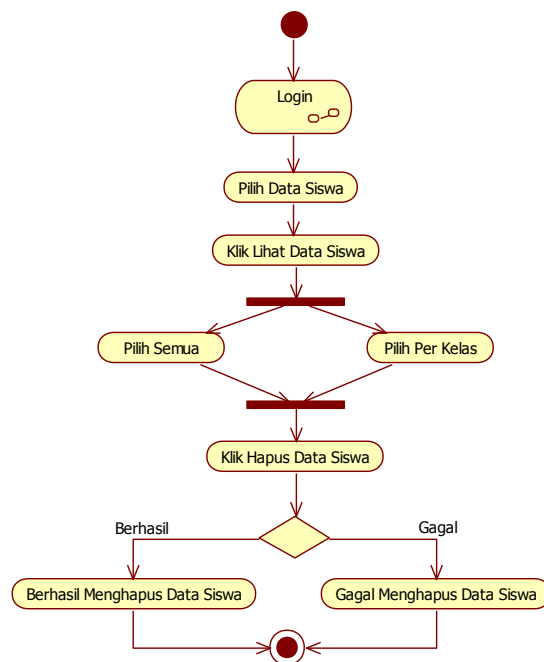 Login
Pilih Data Siswa
Klik Lihat Data Siswa
Pilih Semua
Pilih Per Kelas
Klik Hapus Data Siswa
Berhasil
Gagal
Berhasil Menghapus Data Siswa
Gagal Menghapus Data Siswa